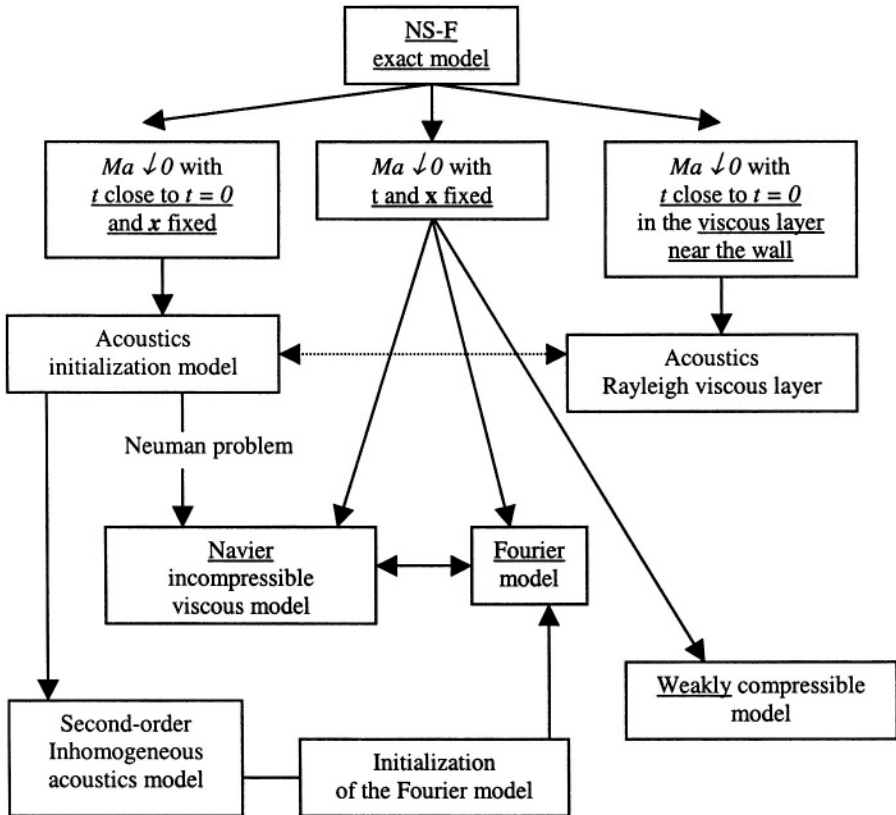 NS-F
exact model
Ma ↓ 0 with
t close to t = 0
and x fixed
Ma ↓ 0 with
t and x fixed
Ma ↓ 0 with
t close to t = 0
in the viscous layer
near the wall
Acoustics
initialization model
Acoustics
Rayleigh viscous layer
Neuman problem
Navier
incompressible
viscous model
Fourier
model
Weakly compressible
model
Second-order
Inhomogeneous
acoustics model
Initialization
of the Fourier model